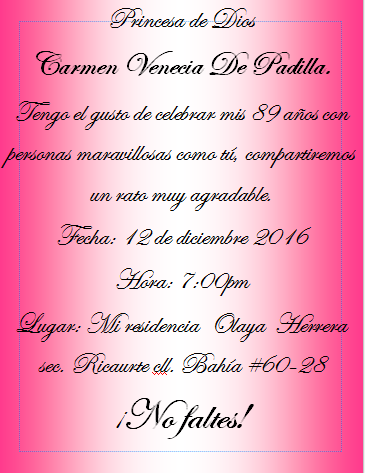 Princesa de Dios
Carmen Venecia De Padilla.
Tengo el gusto de celebrar mis 89 años con
personas maravillosas como tú, compartiremos
un rato muy agradable.
Fecha: 12 de diciembre 2016
Hora: 7:00pm
Lugar: Mi residencia Olaya Herrera
sec. Ricaurte cll. Bahía #60-28
¡No faltes!